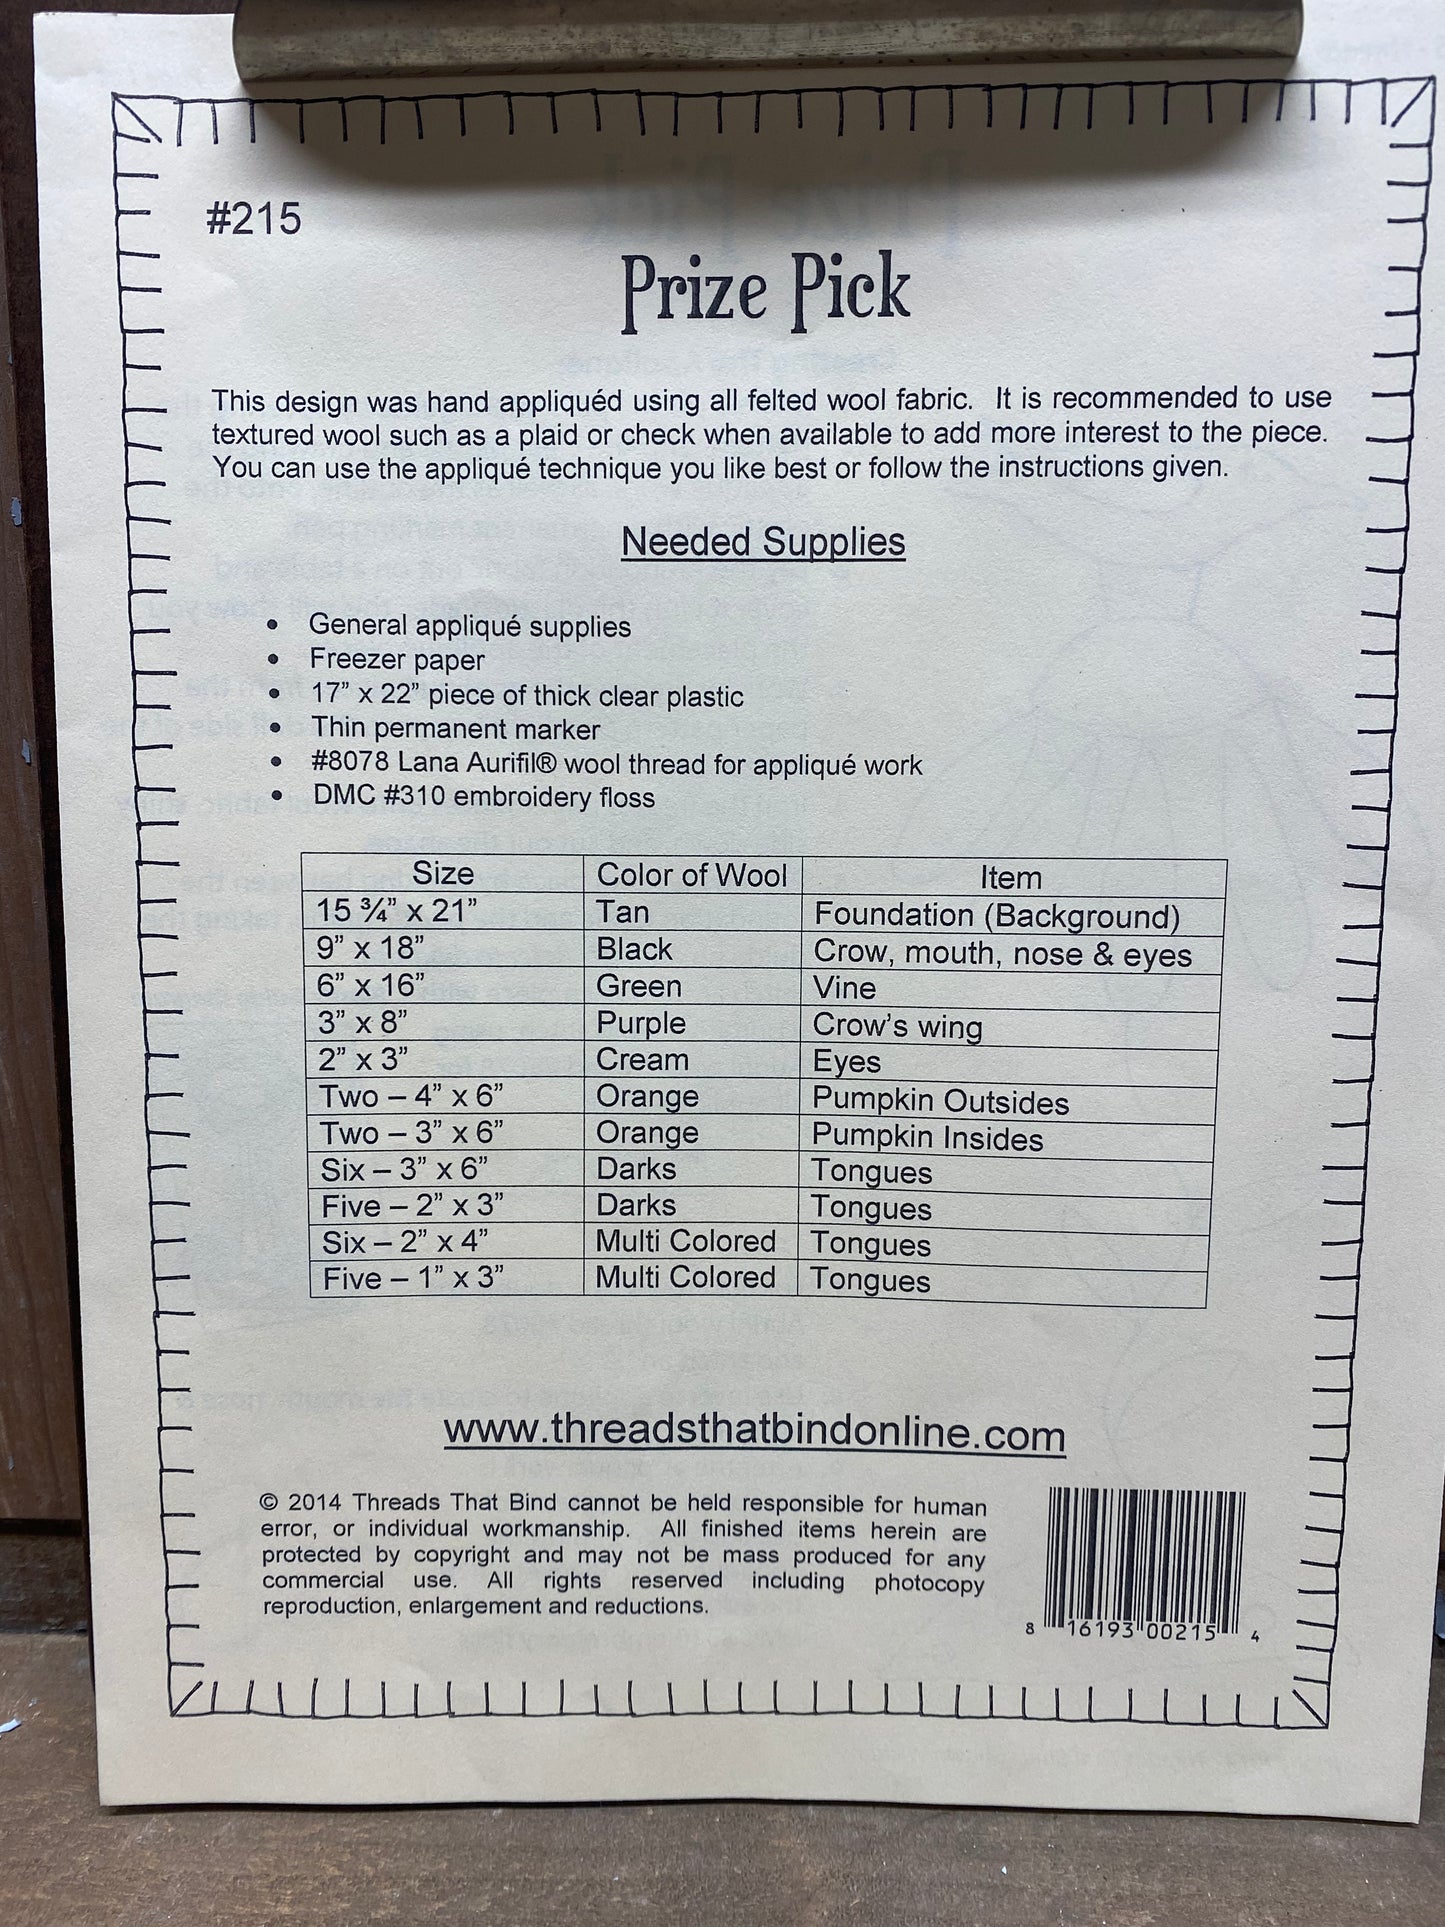 #215
Prize Pick
This design was hand appliquéd using all felted wool fabric.  It is recommended to use
textured wool such as a plaid or check when available to add more interest to the piece.
You can use the appliqué technique you like best or follow the instructions given.
Needed Supplies
• General appliqué supplies
• Freezer paper
• 17” x 22” piece of thick clear plastic
• Thin permanent marker
• #8078 Lana Aurifil® wool thread for appliqué work
• DMC #310 embroidery floss
Size Color of Wool Item
15 ¾” x 21” Tan Foundation (Background)
9” x 18” Black Crow, mouth, nose & eyes
6” x 16” Green Vine
3” x 8” Purple Crow’s wing
2” x 3” Cream Eyes
Two – 4” x 6” Orange Pumpkin Outsides
Two – 3” x 6” Orange Pumpkin Insides
Six – 3” x 6” Darks Tongues
Five – 2” x 3” Darks Tongues
Six – 2” x 4” Multi Colored Tongues
Five – 1” x 3” Multi Colored Tongues
www.threadsthatbindonline.com
© 2014 Threads That Bind cannot be held responsible for human
error, or individual workmanship.  All finished items herein are
protected by copyright and may not be mass produced for any
commercial use. All rights reserved including photocopy
reproduction, enlargement and reductions.
8 16193 00215 4